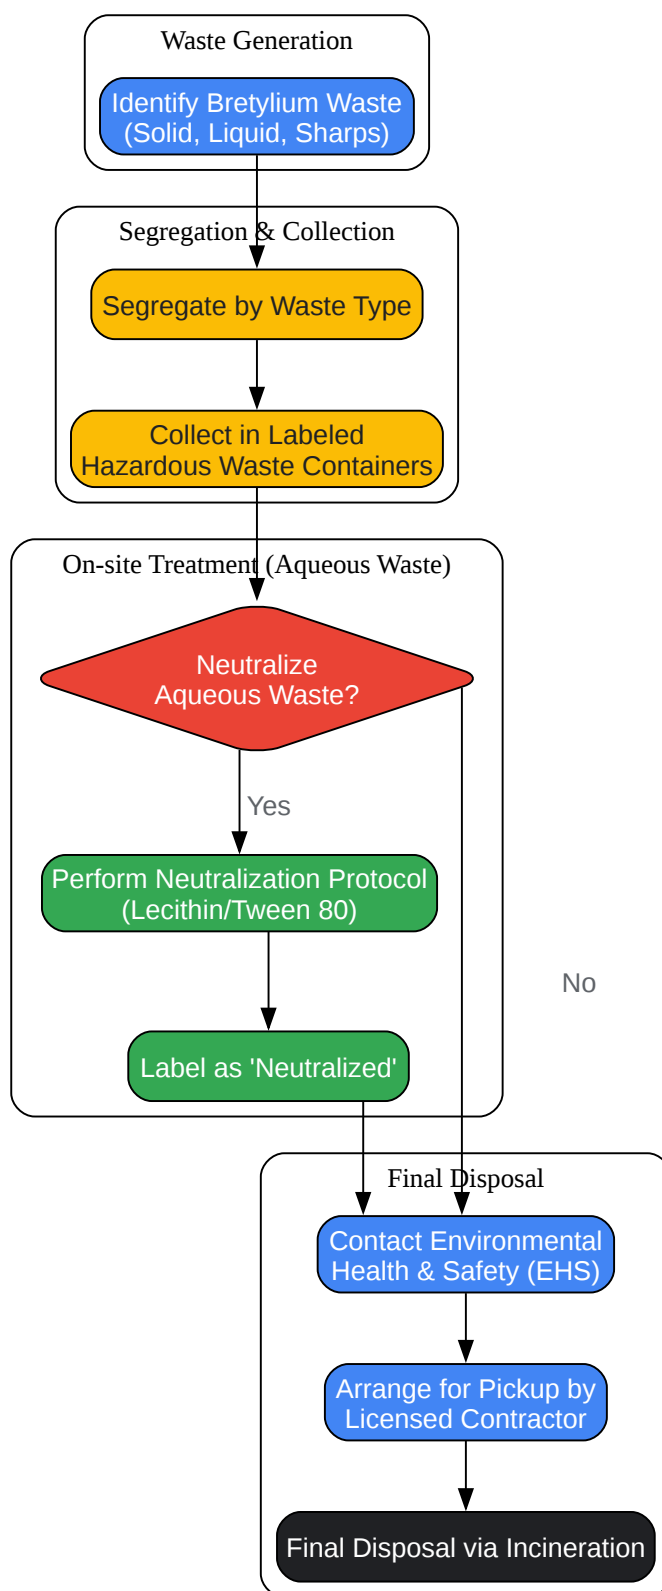 Waste Generation
Identify Bretylium Waste
(Solid, Liquid, Sharps)
Segregation & Collection
Segregate by Waste Type
Collect in Labeled
Hazardous Waste Containers
On-site Treatment (Aqueous Waste)
Neutralize
Aqueous Waste?
Yes
Perform Neutralization Protocol
(Lecithin/Tween 80)
No
Label as 'Neutralized'
Final Disposal
Contact Environmental
Health & Safety (EHS)
Arrange for Pickup by
Licensed Contractor
Final Disposal via Incineration